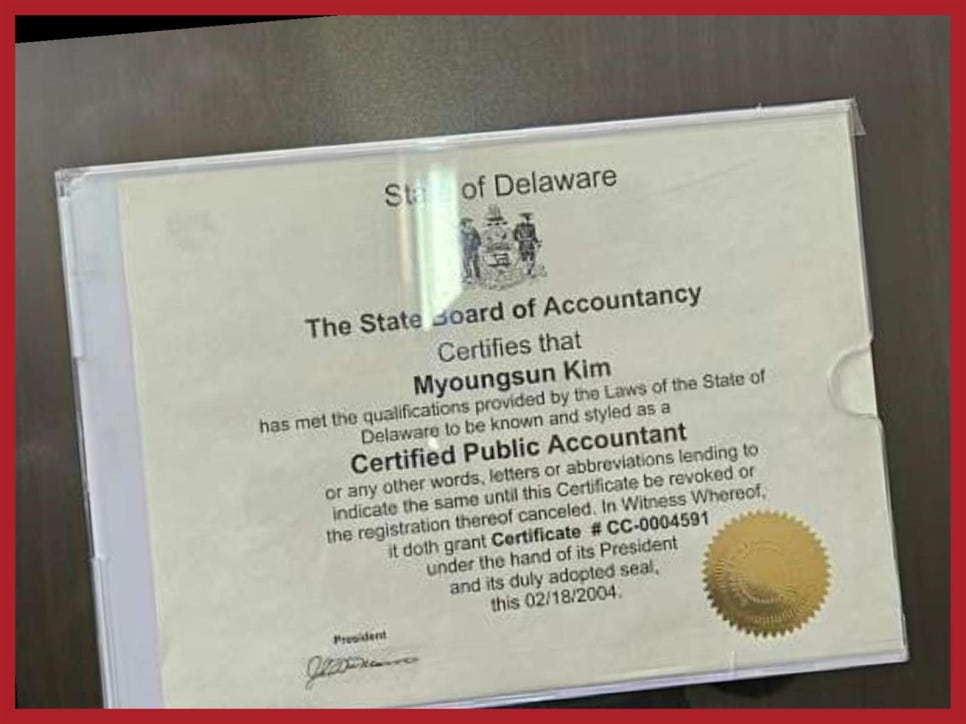 State of Delaware
The State Board of Accountancy
Certifies that
Myoungsun Kim
has met the qualifications provided by the Laws of the State of
Delaware to be known and styled as a
Certified Public Accountant
or any other words, letters or abbreviations lending to
indicate the same until this Certificate be revoked or
the registration thereof canceled. In Witness Whereof,
it doth grant Certificate # CC-0004591
under the hand of its President
and its duly adopted seal,
this 02/18/2004.
President